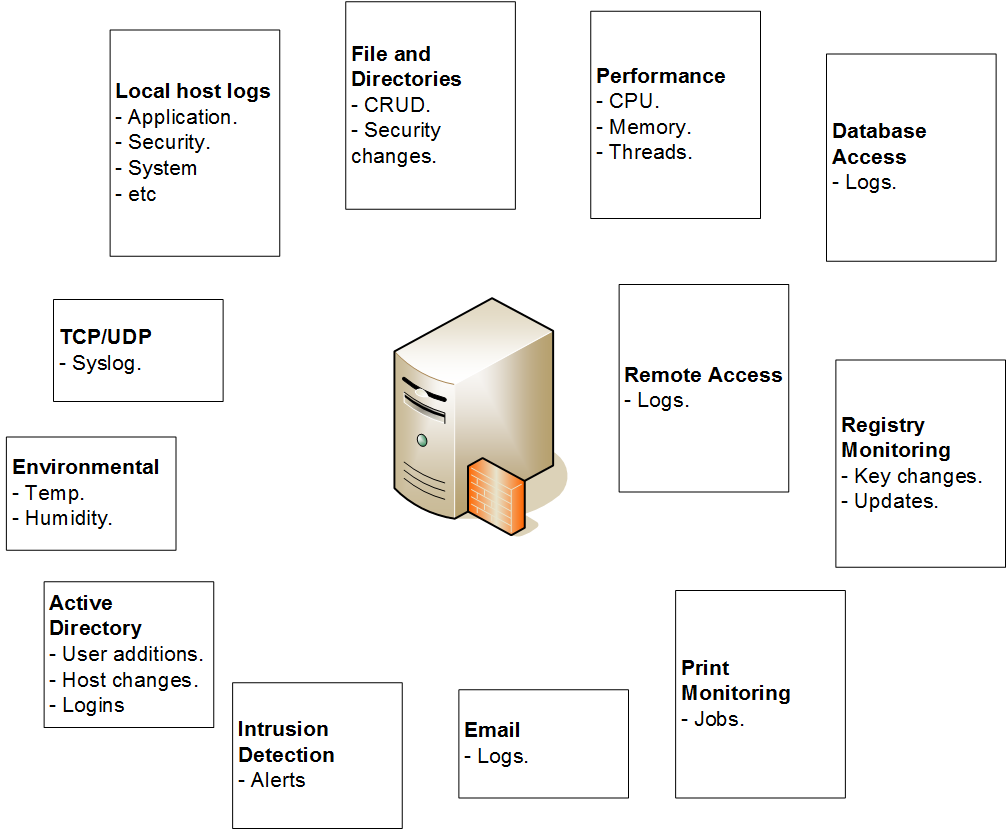 Local host logs
- Application.
- Security.
- System
- etc
File and
Directories
- CRUD.
- Security
changes.
Performance
- CPU.
- Memory.
- Threads.
Database
Access
- Logs.
TCP/UDP
- Syslog.
Remote Access
- Logs.
Registry
Monitoring
- Key changes.
- Updates.
Environmental
- Temp.
- Humidity.
Active
Directory
- User additions.
- Host changes.
- Logins
Intrusion
Detection
- Alerts
Email
- Logs.
Print
Monitoring
- Jobs.